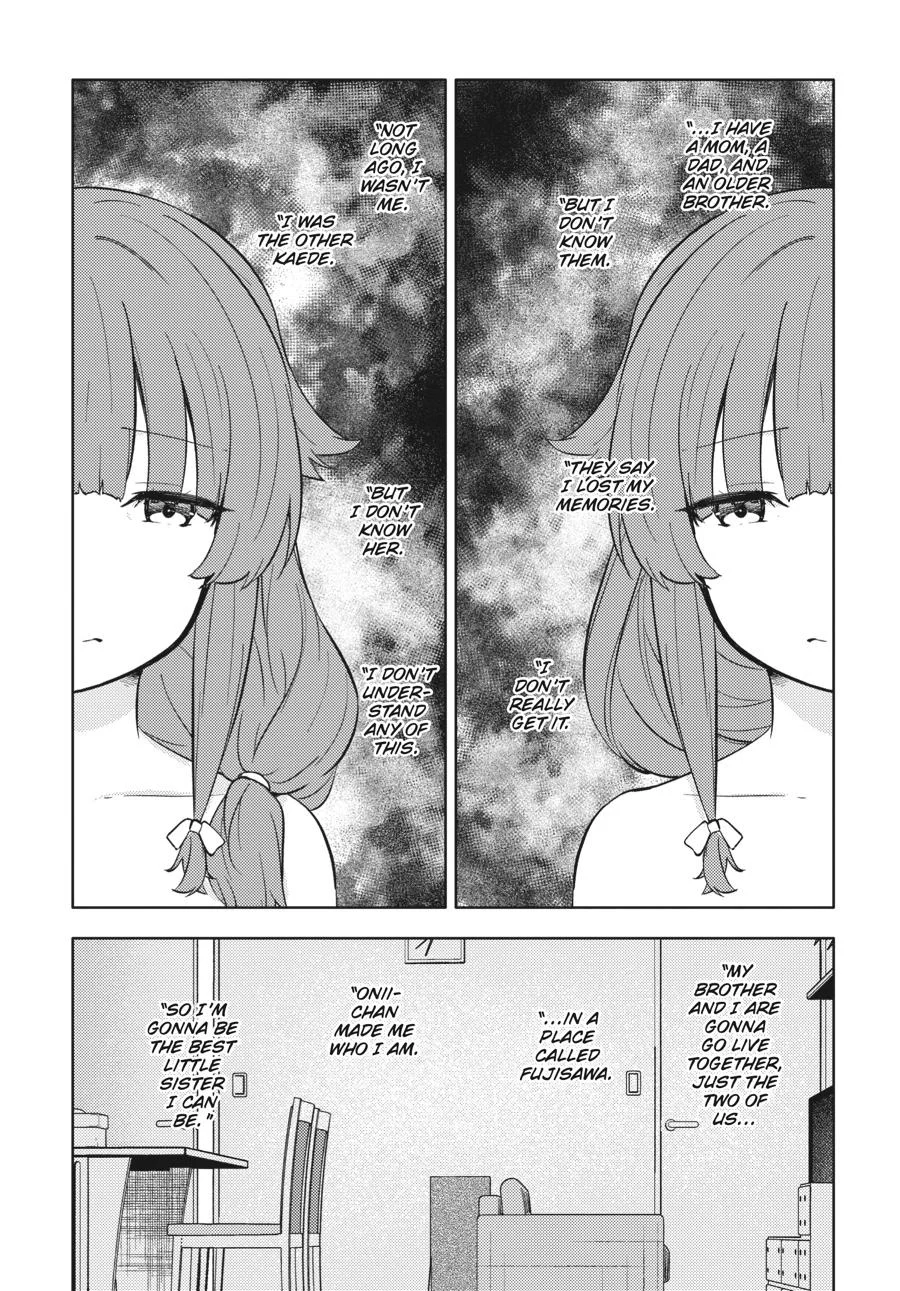 "...I HAVE
A MOM, A
DAD, AND
AN OLDER
BROTHER.
"BUT I
DON'T
KNOW
THEM.
"THEY SAY
I LOST MY
MEMORIES.
"I
DON'T
REALLY
GET IT.
"NOT
LONG
AGO, I
WASN'T
ME.
"I WAS
THE OTHER
KAEDE.
"BUT
I DON'T
KNOW
HER.
"I DON'T
UNDER-
STAND
ANY OF
THIS.
"MY
BROTHER
AND I ARE
GONNA
GO LIVE
TOGETHER,
JUST THE
TWO OF
US...
"...IN A
PLACE
CALLED
FUJISAWA.
"ONII-
CHAN
MADE ME
WHO I AM.
"SO I'M
GONNA BE
THE BEST
LITTLE
SISTER
I CAN
BE."